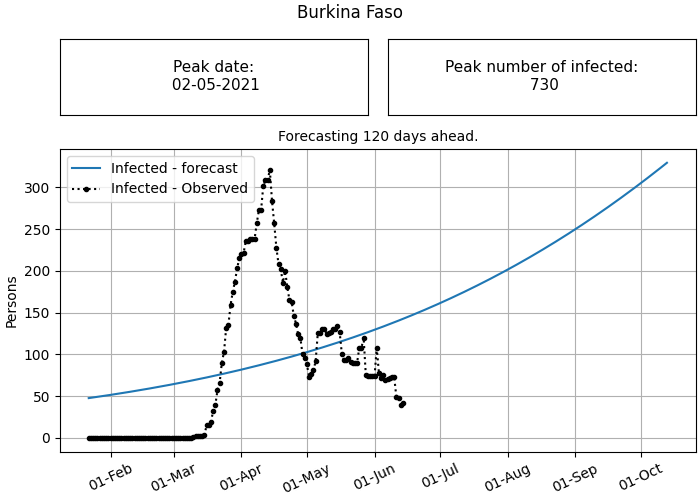 Burkina Faso
Peak date:
02-05-2021
Peak number of infected:
730
Forecasting 120 days ahead.
Infected - forecast
Infected - Observed
Persons
300
250
200
150
100
50
0
01-Feb
01-Mar
01-Apr
01-May
01-Jun
01-Jul
01-Aug
01-Sep
01-Oct